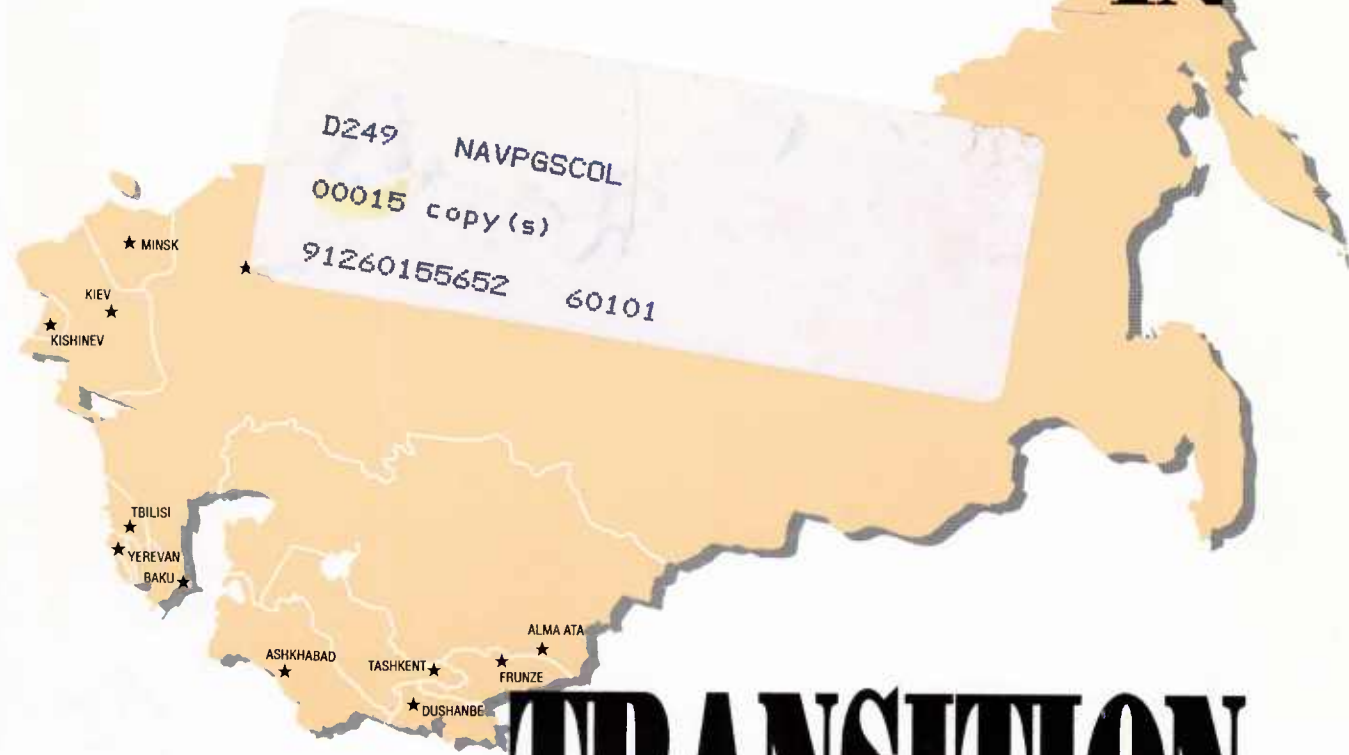 IN
D249 NAVPGSCOL
00015 copy(s)
91260155652 60101
MINSK
KIEV
KISHINEV
TBILISI
YEREVAN
BAKU
ALMA ATA
ASHKHABAD
TASHKENT
FRUNZE
DUSHANBE
TRANSITION